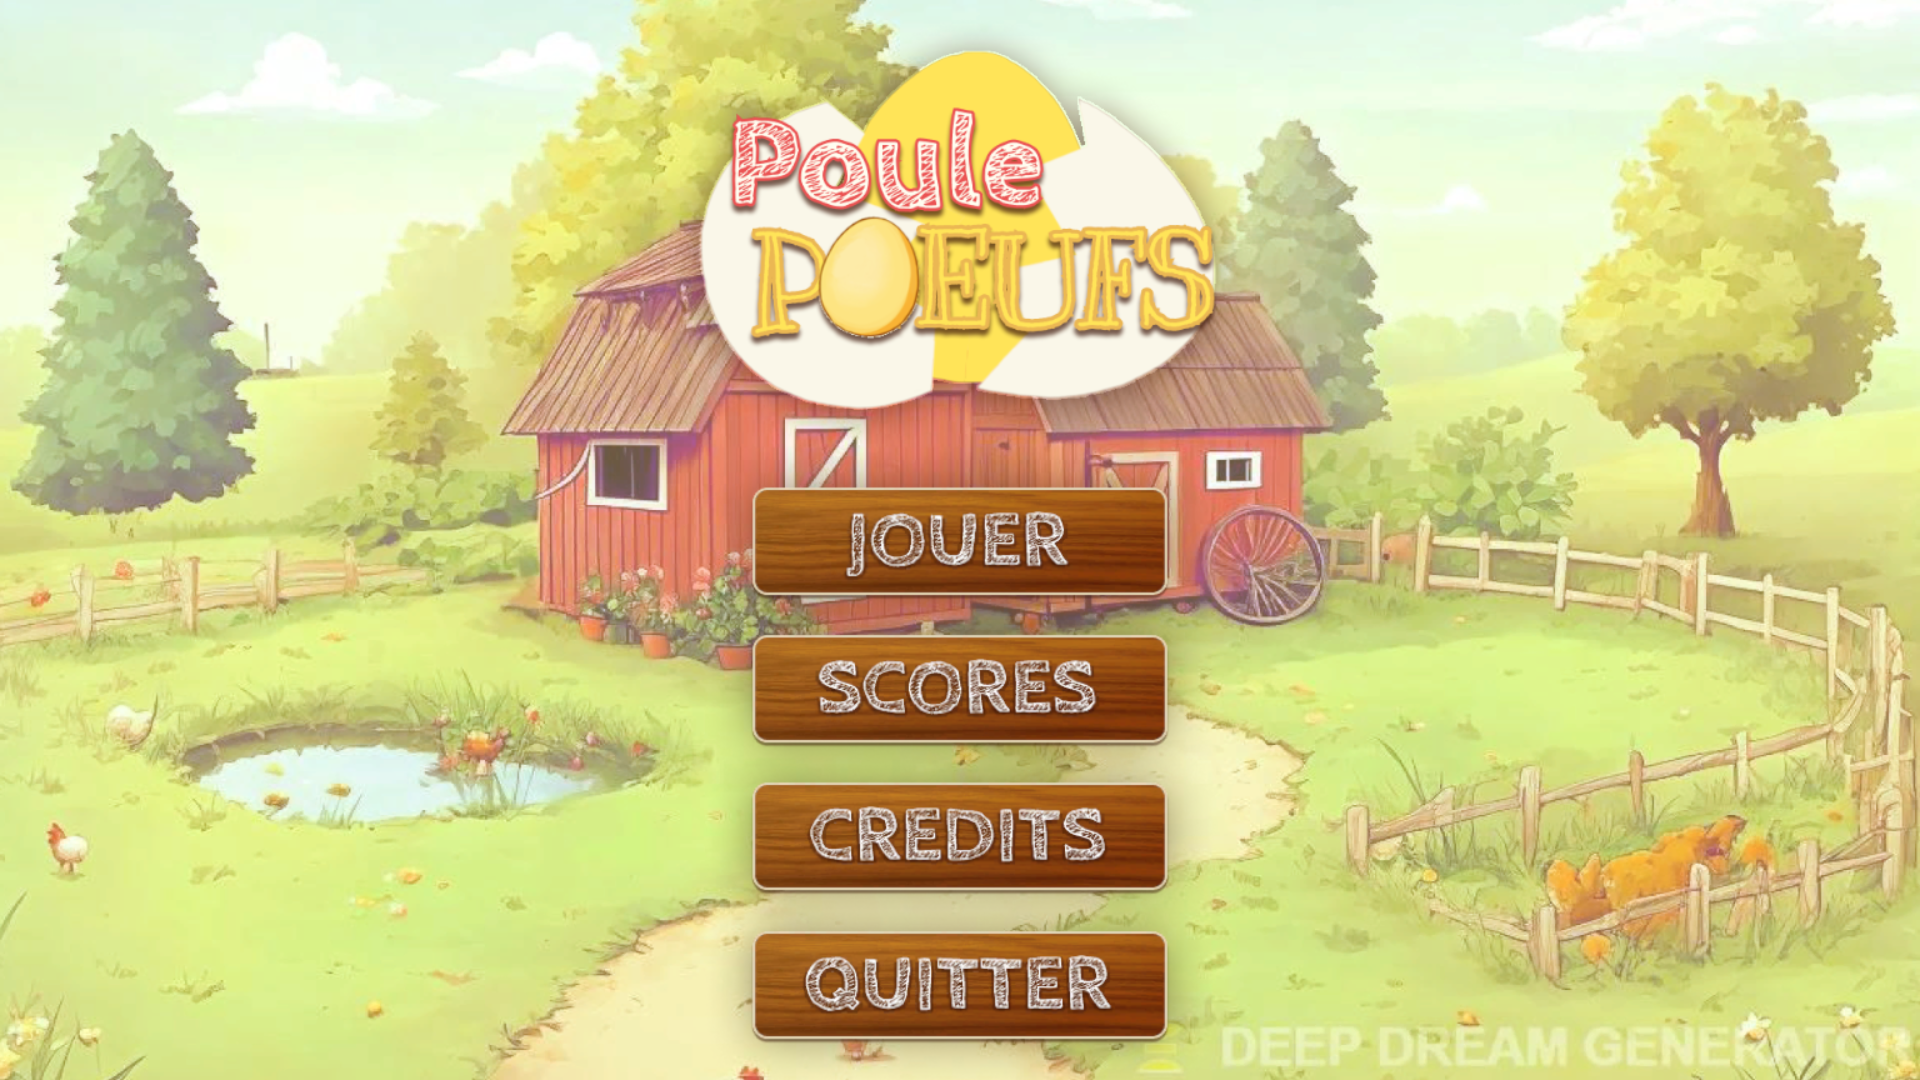 Poule
POEUFS
JOUER
SCORES
CREDITS
QUITTER
DEEP DREAM GENERATOR